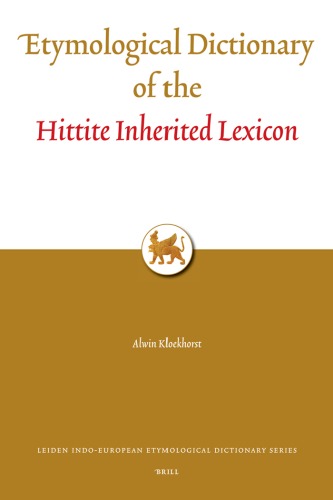 Etymological Dictionary
of the
Hittite Inherited Lexicon
Alwin Kloekhorst
LEIDEN INDO-EUROPEAN ETYMOLOGICAL DICTIONARY SERIES
BRILL